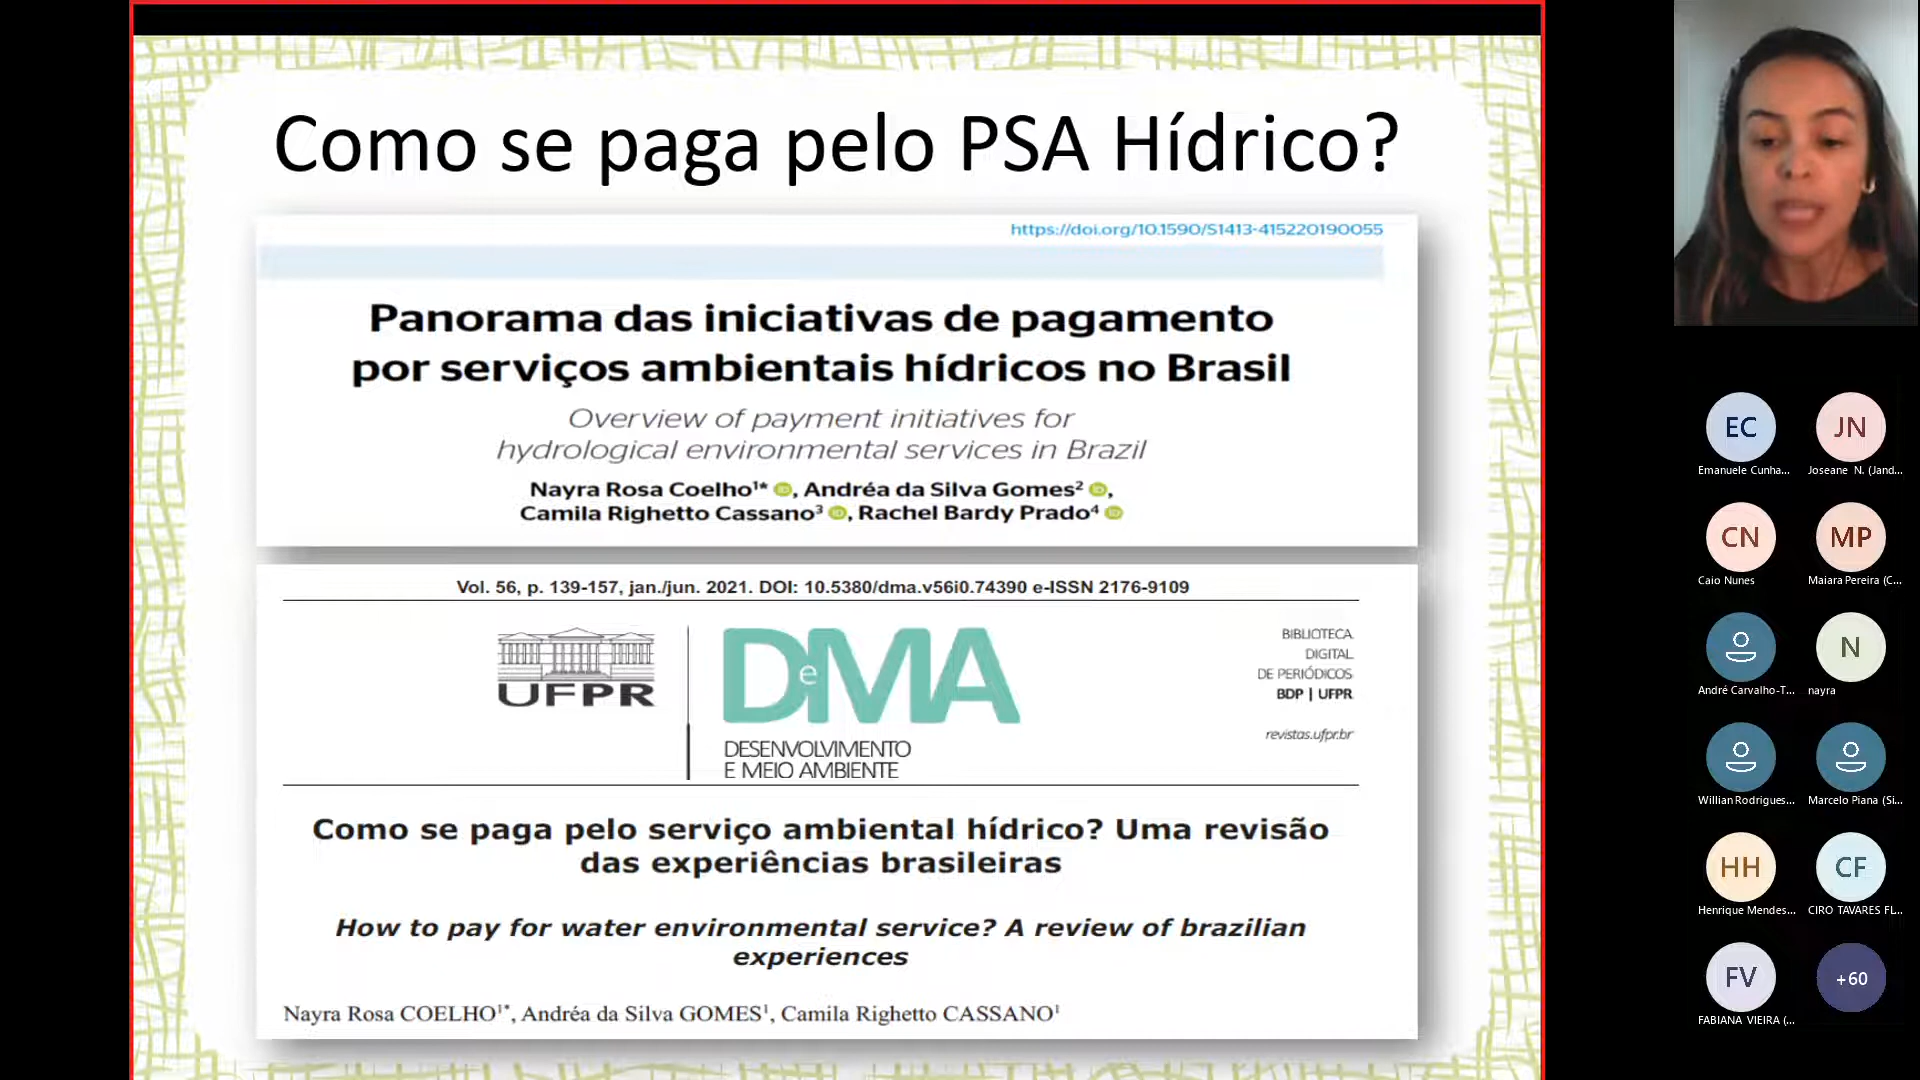 Como se paga pelo PSA Hídrico?
https://doi.org/10.1590/S1413-415220190055
Panorama das iniciativas de pagamento
por serviços ambientais hídricos no Brasil
Overview of payment initiatives for
hydrological environmental services in Brazil
Nayra Rosa Coelho¹*, Andréa da Silva Gomes²,
Camila Righetto Cassano³, Rachel Bardy Prado⁴
Vol. 56, p. 139-157, jan./jun. 2021. DOI: 10.5380/dma.v56i0.74390 e-ISSN 2176-9109
UFPR
DeMA
DESENVOLVIMENTO
E MEIO AMBIENTE
BIBLIOTECA
DIGITAL
DE PERIÓDICOS
BDP | UFPR
revistas.ufpr.br
Como se paga pelo serviço ambiental hídrico? Uma revisão
das experiências brasileiras
How to pay for water environmental service? A review of brazilian
experiences
Nayra Rosa COELHO¹*, Andréa da Silva GOMES¹, Camila Righetto CASSANO¹
EC
Emanuele Cunha...
JN
Joseane N. (Jand...
CN
Caio Nunes
MP
Maiara Pereira (C...
André Carvalho-T...
N
nayra
Willian Rodrigues...
Marcelo Piana (Si...
HH
Henrique Mendes...
CF
CIRO TAVARES FL...
FV
FABIANA VIEIRA (...
+60